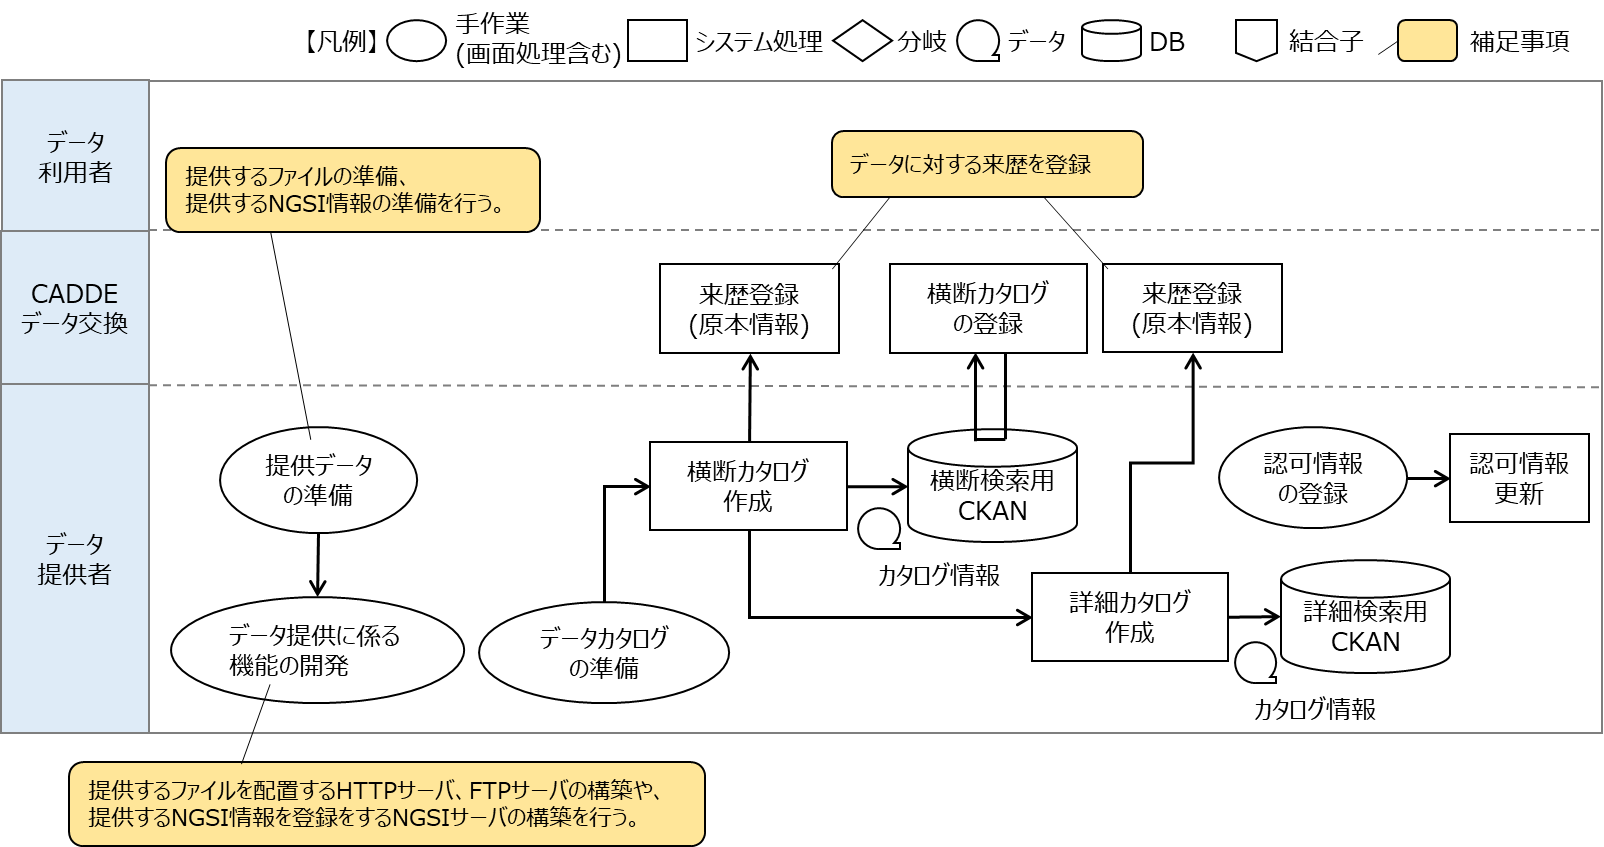 【凡例】
手作業
(画面処理含む)
システム処理
分岐
データ
DB
結合子
補足事項
データ
利用者
提供するファイルの準備、
提供するNGSI情報の準備を行う。
データに対する来歴を登録
CADDE
データ交換
来歴登録
(原本情報)
横断カタログ
の登録
来歴登録
(原本情報)
データ
提供者
提供データ
の準備
横断カタログ
作成
横断検索用
CKAN
カタログ情報
認可情報
の登録
認可情報
更新
データ提供に係る
機能の開発
データカタログ
の準備
詳細カタログ
作成
詳細検索用
CKAN
カタログ情報
提供するファイルを配置するHTTPサーバ、FTPサーバの構築や、
提供するNGSI情報を登録をするNGSIサーバの構築を行う。